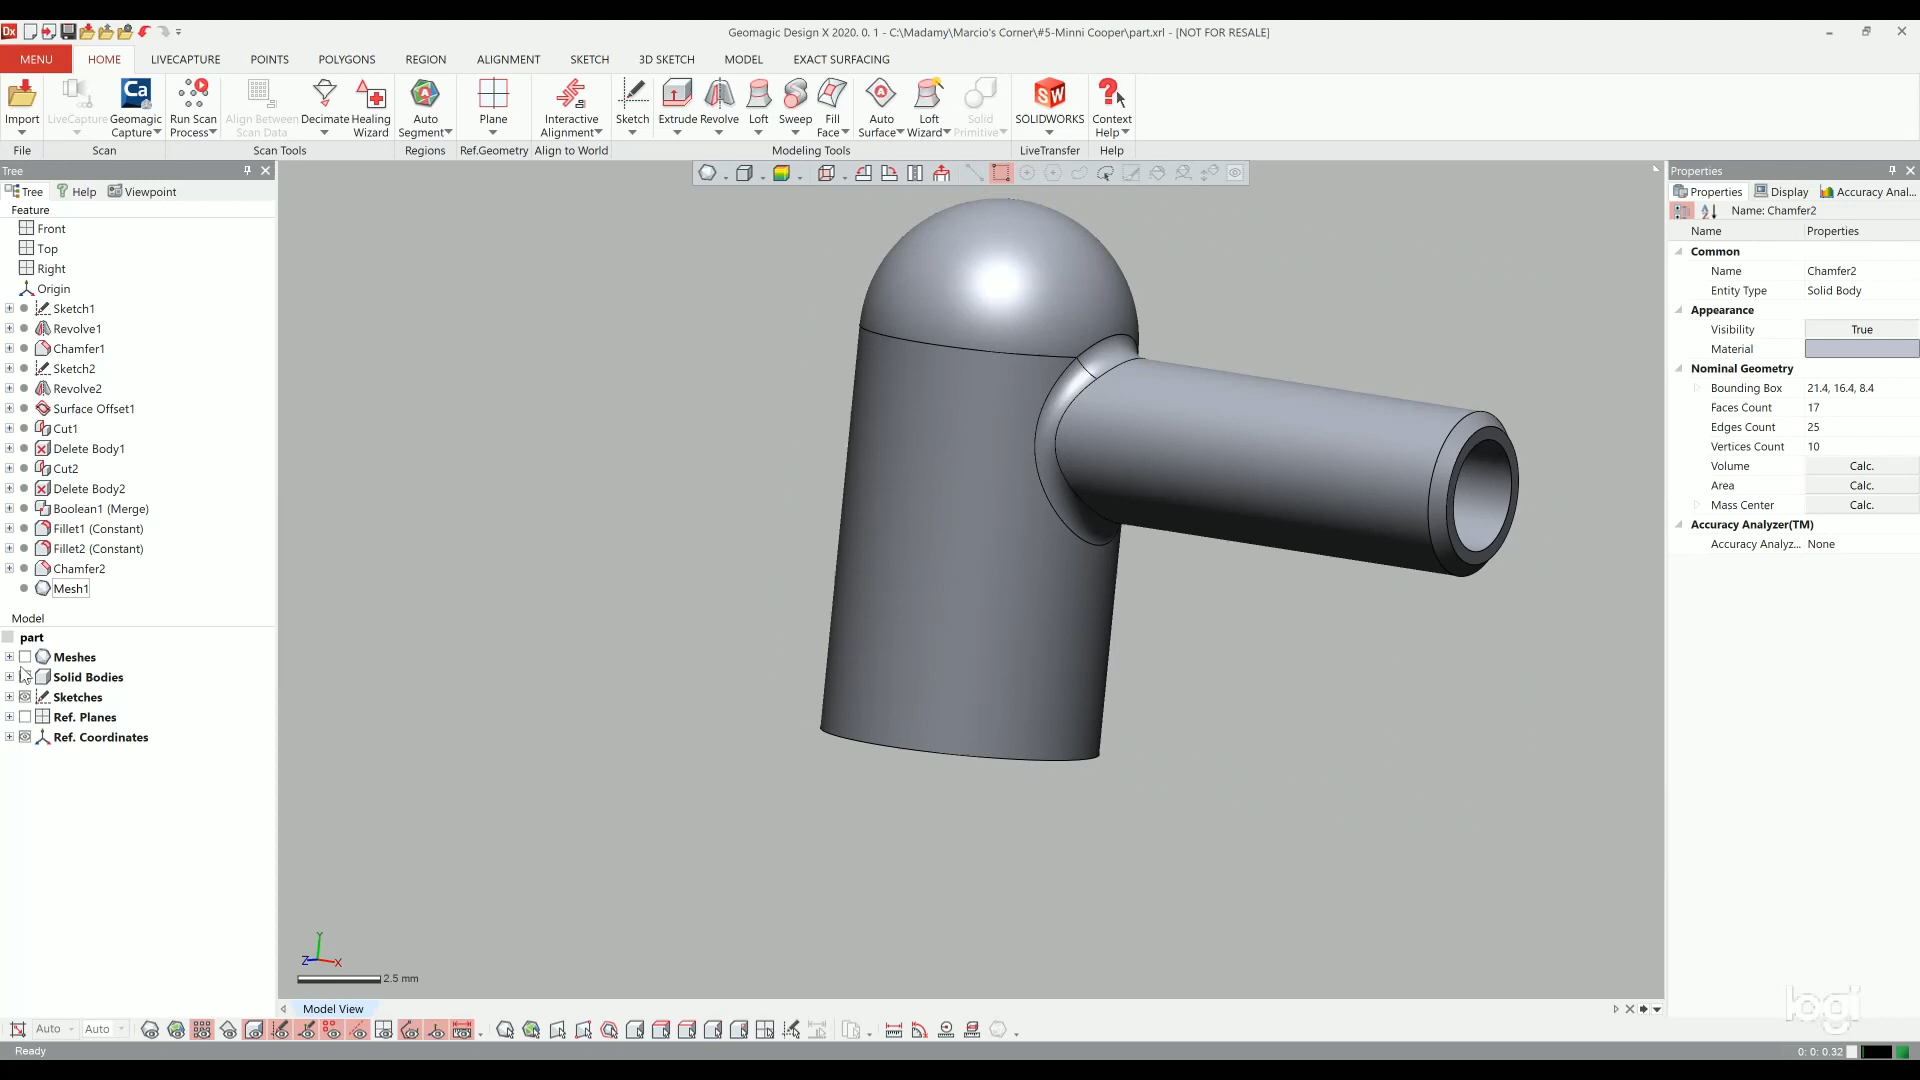 Dx
Geomagic Design X 2020. 0. 1 - C:\Madamy\Marcio's Corner\#5-Minni Cooper\part.xrl - [NOT FOR RESALE]
MENU HOME LIVECAPTURE POINTS POLYGONS REGION ALIGNMENT SKETCH 3D SKETCH MODEL EXACT SURFACING
Import
LiveCapture
Ca
Geomagic
Capture
Run Scan
Process
Align Between
Scan Data
Decimate
Healing
Wizard
Auto
Segment
Plane
Interactive
Alignment
Sketch
Extrude
Revolve
Loft
Sweep
Fill
Face
Auto
Surface
Loft
Wizard
Solid
Primitive
SW
SOLIDWORKS
Context
Help
File Scan Scan Tools Regions Ref.Geometry Align to World Modeling Tools LiveTransfer Help
Tree
Tree Help Viewpoint
Feature
Front
Top
Right
Origin
Sketch1
Revolve1
Chamfer1
Sketch2
Revolve2
Surface Offset1
Cut1
Delete Body1
Cut2
Delete Body2
Boolean1 (Merge)
Fillet1 (Constant)
Fillet2 (Constant)
Chamfer2
Mesh1
Model
part
Meshes
Solid Bodies
Sketches
Ref. Planes
Ref. Coordinates
Y
Z
X
2.5 mm
Model View
Properties
Properties Display Accuracy Anal...
Name: Chamfer2
Name Properties
Common
Name Chamfer2
Entity Type Solid Body
Appearance
Visibility True
Material
Nominal Geometry
Bounding Box 21.4, 16.4, 8.4
Faces Count 17
Edges Count 25
Vertices Count 10
Volume Calc.
Area Calc.
Mass Center Calc.
Accuracy Analyzer(TM)
Accuracy Analyz... None
logi
Auto Auto
Ready
0: 0: 0.32